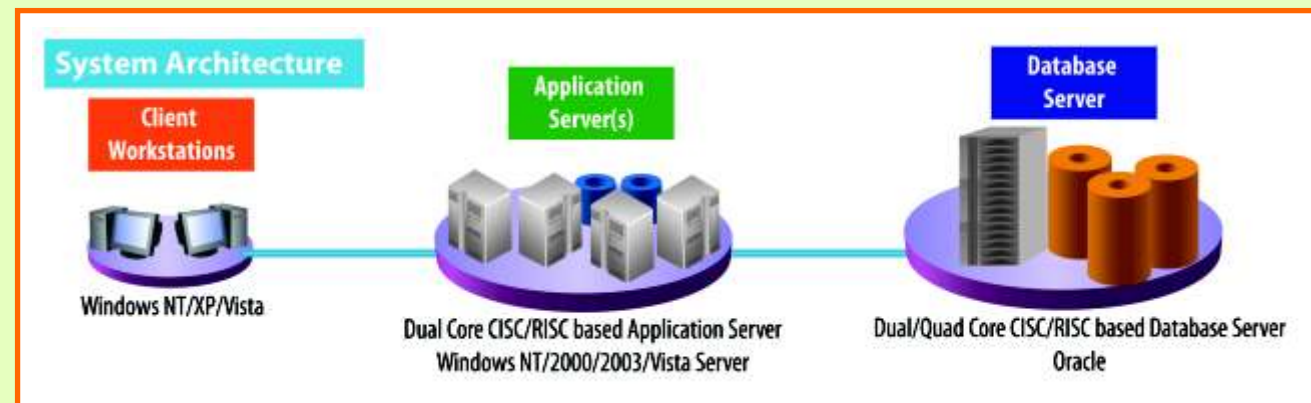 System Architecture
Client
Workstations
Windows NT/XP/Vista
Application
Server(s)
Dual Core CISC/RISC based Application Server
Windows NT/2000/2003/Vista Server
Database
Server
Dual/Quad Core CISC/RISC based Database Server
Oracle